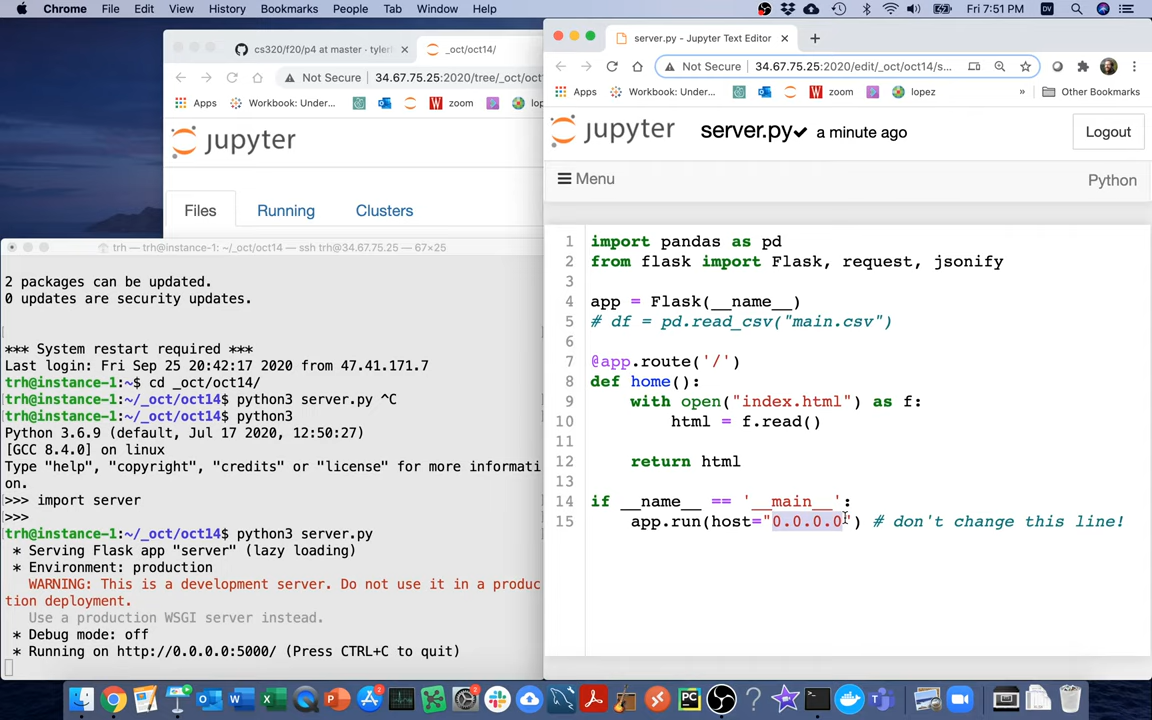 Chrome File Edit View History Bookmarks People Tab Window Help Fri 7:51 PM DV
cs320/f20/p4 at master · tylerl
_oct/oct14/
Not Secure 34.67.75.25:2020/tree/_oct/oct
Apps Workbook: Under... zoom lop
jupyter
Files Running Clusters
trh — trh@instance-1: ~/_oct/oct14 — ssh trh@34.67.75.25 — 67×25
2 packages can be updated.
0 updates are security updates.
*** System restart required ***
Last login: Fri Sep 25 20:42:17 2020 from 47.41.171.7
trh@instance-1:~$ cd _oct/oct14/
trh@instance-1:~/_oct/oct14$ python3 server.py ^C
trh@instance-1:~/_oct/oct14$ python3
Python 3.6.9 (default, Jul 17 2020, 12:50:27)
[GCC 8.4.0] on linux
Type "help", "copyright", "credits" or "license" for more informati
on.
>>> import server
>>>
trh@instance-1:~/_oct/oct14$ python3 server.py
* Serving Flask app "server" (lazy loading)
* Environment: production
WARNING: This is a development server. Do not use it in a produc
tion deployment.
Use a production WSGI server instead.
* Debug mode: off
* Running on http://0.0.0.0:5000/ (Press CTRL+C to quit)
server.py - Jupyter Text Editor
Not Secure 34.67.75.25:2020/edit/_oct/oct14/s...
Apps Workbook: Under... zoom lopez » Other Bookmarks
jupyter server.py✔ a minute ago Logout
Menu Python
1 import pandas as pd
2 from flask import Flask, request, jsonify
3
4 app = Flask(__name__)
5 # df = pd.read_csv("main.csv")
6
7 @app.route('/')
8 def home():
9 with open("index.html") as f:
10 html = f.read()
11
12 return html
13
14 if __name__ == '__main__':
15 app.run(host="0.0.0.0") # don't change this line!